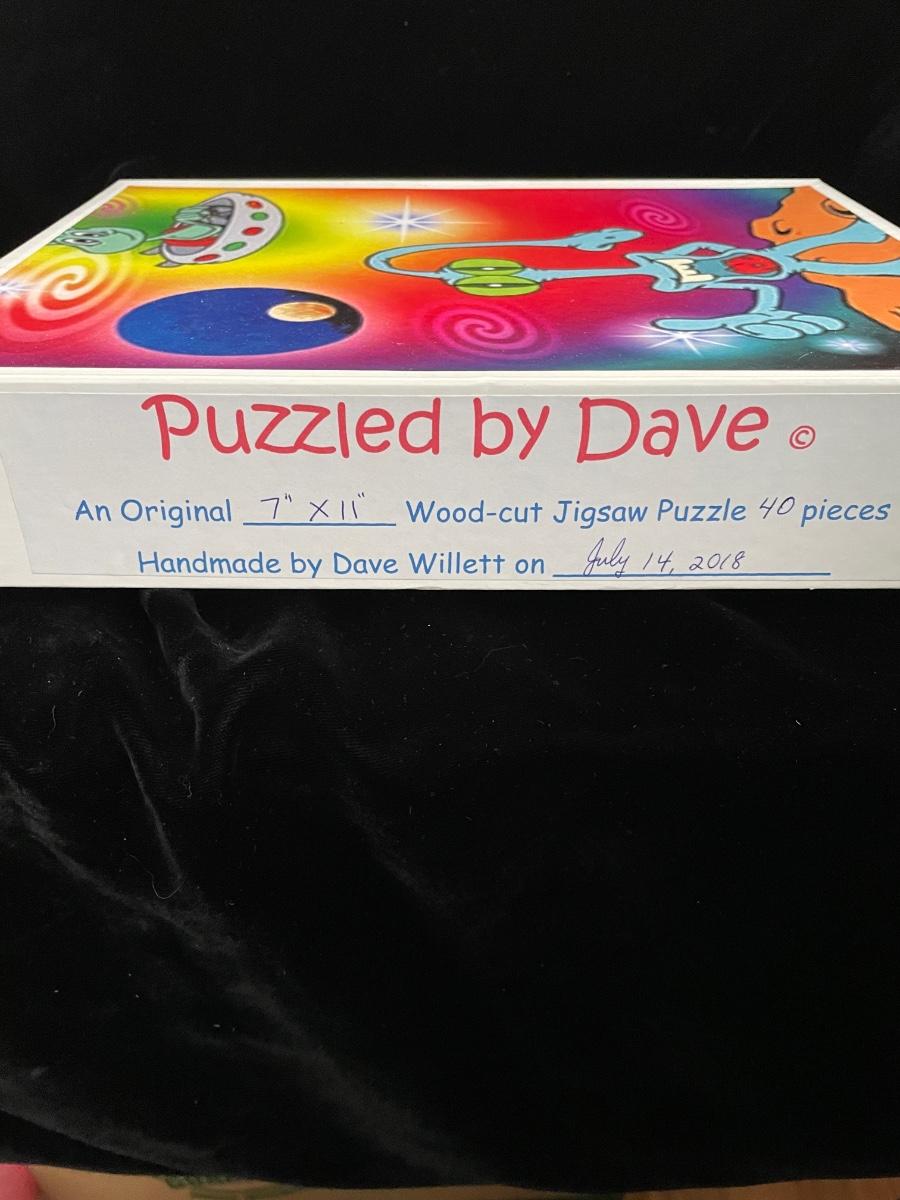 Puzzled by Dave ©
An Original 7" X 11" Wood-cut Jigsaw Puzzle 40 pieces
Handmade by Dave Willett on July 14, 2018